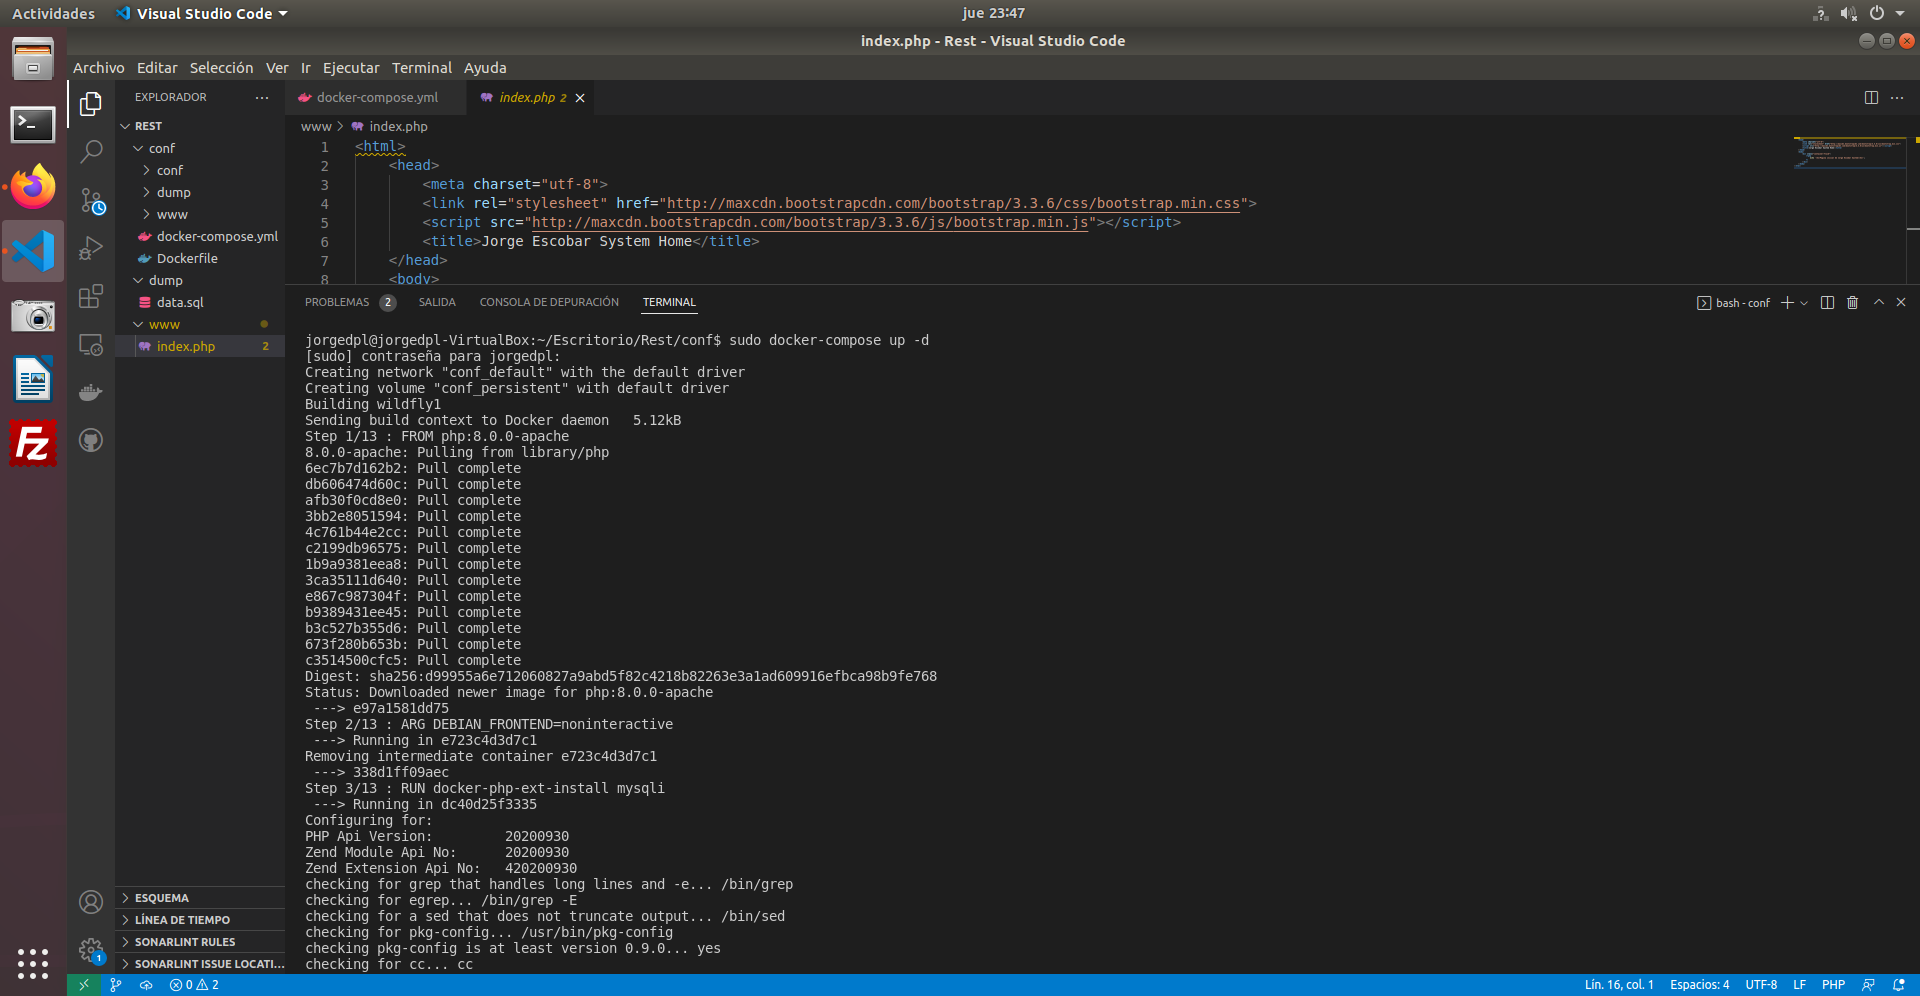 Actividades
Visual Studio Code
jue 23:47
index.php - Rest - Visual Studio Code
Archivo Editar Selección Ver Ir Ejecutar Terminal Ayuda
EXPLORADOR
REST
conf
conf
dump
www
docker-compose.yml
Dockerfile
dump
data.sql
www
index.php 2
ESQUEMA
LÍNEA DE TIEMPO
SONARLINT RULES
SONARLINT ISSUE LOCATI...
docker-compose.yml
index.php 2
www > index.php
1 <html>
2 <head>
3 <meta charset="utf-8">
4 <link rel="stylesheet" href="http://maxcdn.bootstrapcdn.com/bootstrap/3.3.6/css/bootstrap.min.css">
5 <script src="http://maxcdn.bootstrapcdn.com/bootstrap/3.3.6/js/bootstrap.min.js"></script>
6 <title>Jorge Escobar System Home</title>
7 </head>
8 <body>
PROBLEMAS 2 SALIDA CONSOLA DE DEPURACIÓN TERMINAL
bash - conf
jorgedpl@jorgedpl-VirtualBox:~/Escritorio/Rest/conf$ sudo docker-compose up -d
[sudo] contraseña para jorgedpl:
Creating network "conf_default" with the default driver
Creating volume "conf_persistent" with default driver
Building wildfly1
Sending build context to Docker daemon   5.12kB
Step 1/13 : FROM php:8.0.0-apache
8.0.0-apache: Pulling from library/php
6ec7b7d162b2: Pull complete
db606474d60c: Pull complete
afb30f0cd8e0: Pull complete
3bb2e8051594: Pull complete
4c761b44e2cc: Pull complete
c2199db96575: Pull complete
1b9a9381eea8: Pull complete
3ca35111d640: Pull complete
e867c987304f: Pull complete
b9389431ee45: Pull complete
b3c527b355d6: Pull complete
673f280b653b: Pull complete
c3514500cfc5: Pull complete
Digest: sha256:d99955a6e712060827a9abd5f82c4218b82263e3a1ad609916efbca98b9fe768
Status: Downloaded newer image for php:8.0.0-apache
---> e97a1581dd75
Step 2/13 : ARG DEBIAN_FRONTEND=noninteractive
---> Running in e723c4d3d7c1
Removing intermediate container e723c4d3d7c1
---> 338d1ff09aec
Step 3/13 : RUN docker-php-ext-install mysqli
---> Running in dc40d25f3335
Configuring for:
PHP Api Version:         20200930
Zend Module Api No:      20200930
Zend Extension Api No:   420200930
checking for grep that handles long lines and -e... /bin/grep
checking for egrep... /bin/grep -E
checking for a sed that does not truncate output... /bin/sed
checking for pkg-config... /usr/bin/pkg-config
checking pkg-config is at least version 0.9.0... yes
checking for cc... cc
0 2
Lín. 16, col. 1 Espacios: 4 UTF-8 LF PHP